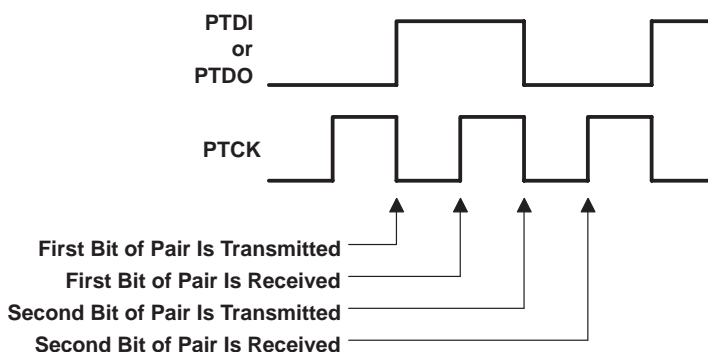 PTDI
or
PTDO
PTCK
First Bit of Pair Is Transmitted
First Bit of Pair Is Received
Second Bit of Pair Is Transmitted
Second Bit of Pair Is Received